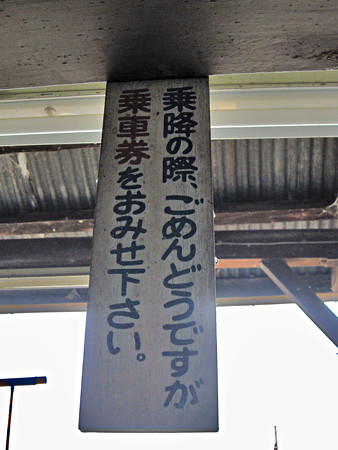 乗降の際、ごめんどうですが
乗車券をおみせ下さい。